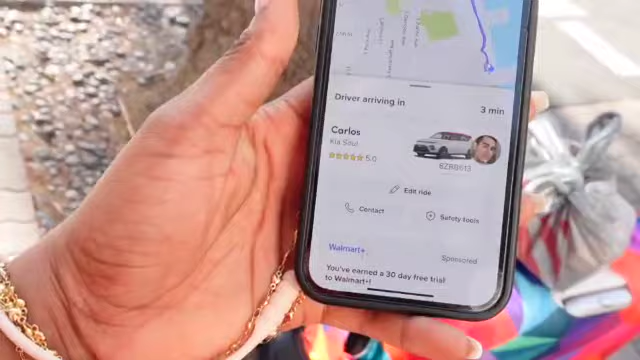 Driver arriving in
3 min
Carlos
Kia Soul
5.0
Edit ride
Contact
Safety tools
Walmart+
Sponsored
You've earned a 30 day free trial
to Walmart+!